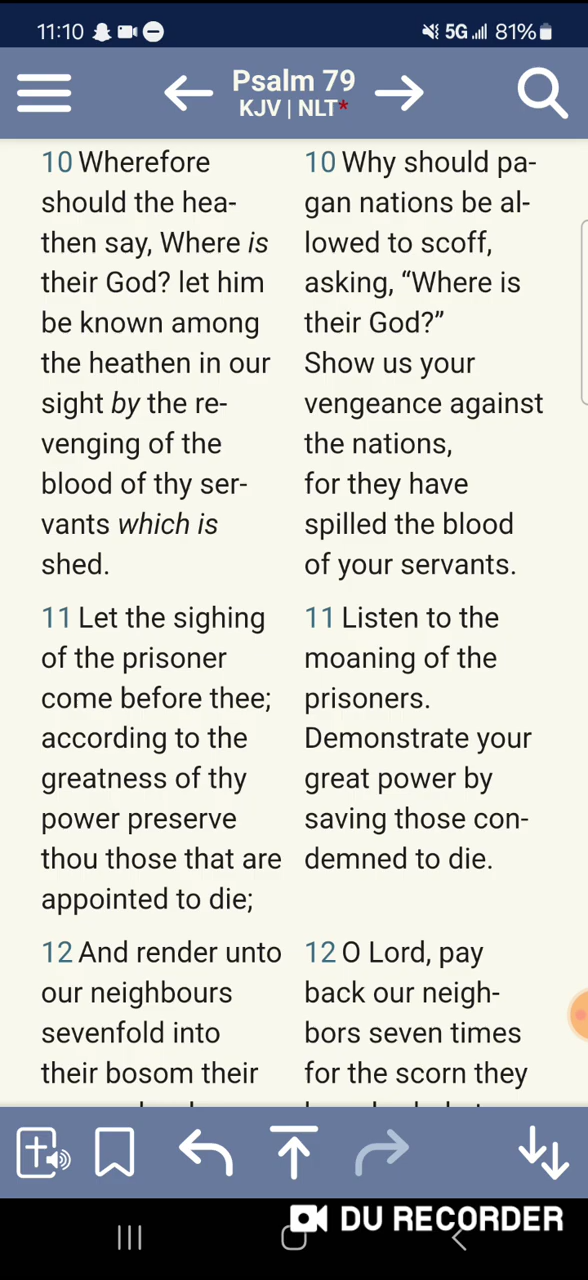 11:10 5G 81%
Psalm 79
KJV | NLT*
10 Wherefore
should the hea-
then say, Where is
their God? let him
be known among
the heathen in our
sight by the re-
venging of the
blood of thy ser-
vants which is
shed.
11 Let the sighing
of the prisoner
come before thee;
according to the
greatness of thy
power preserve
thou those that are
appointed to die;
12 And render unto
our neighbours
sevenfold into
their bosom their
10 Why should pa-
gan nations be al-
lowed to scoff,
asking, “Where is
their God?”
Show us your
vengeance against
the nations,
for they have
spilled the blood
of your servants.
11 Listen to the
moaning of the
prisoners.
Demonstrate your
great power by
saving those con-
demned to die.
12 O Lord, pay
back our neigh-
bors seven times
for the scorn they
DU RECORDER